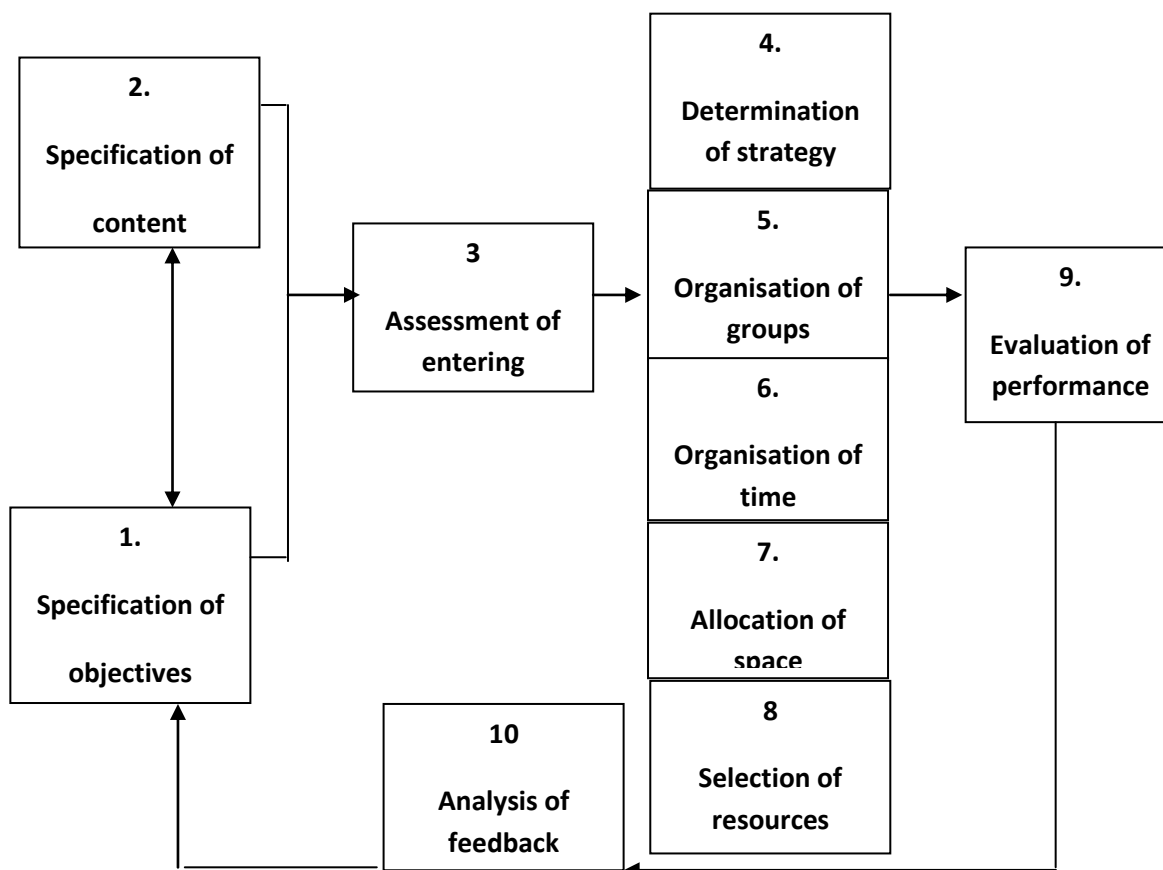 1.
Specification of
objectives
2.
Specification of
content
3
Assessment of
entering
4.
Determination
of strategy
5.
Organisation of
groups
6.
Organisation of
time
7.
Allocation of
space
8
Selection of
resources
9.
Evaluation of
performance
10
Analysis of
feedback